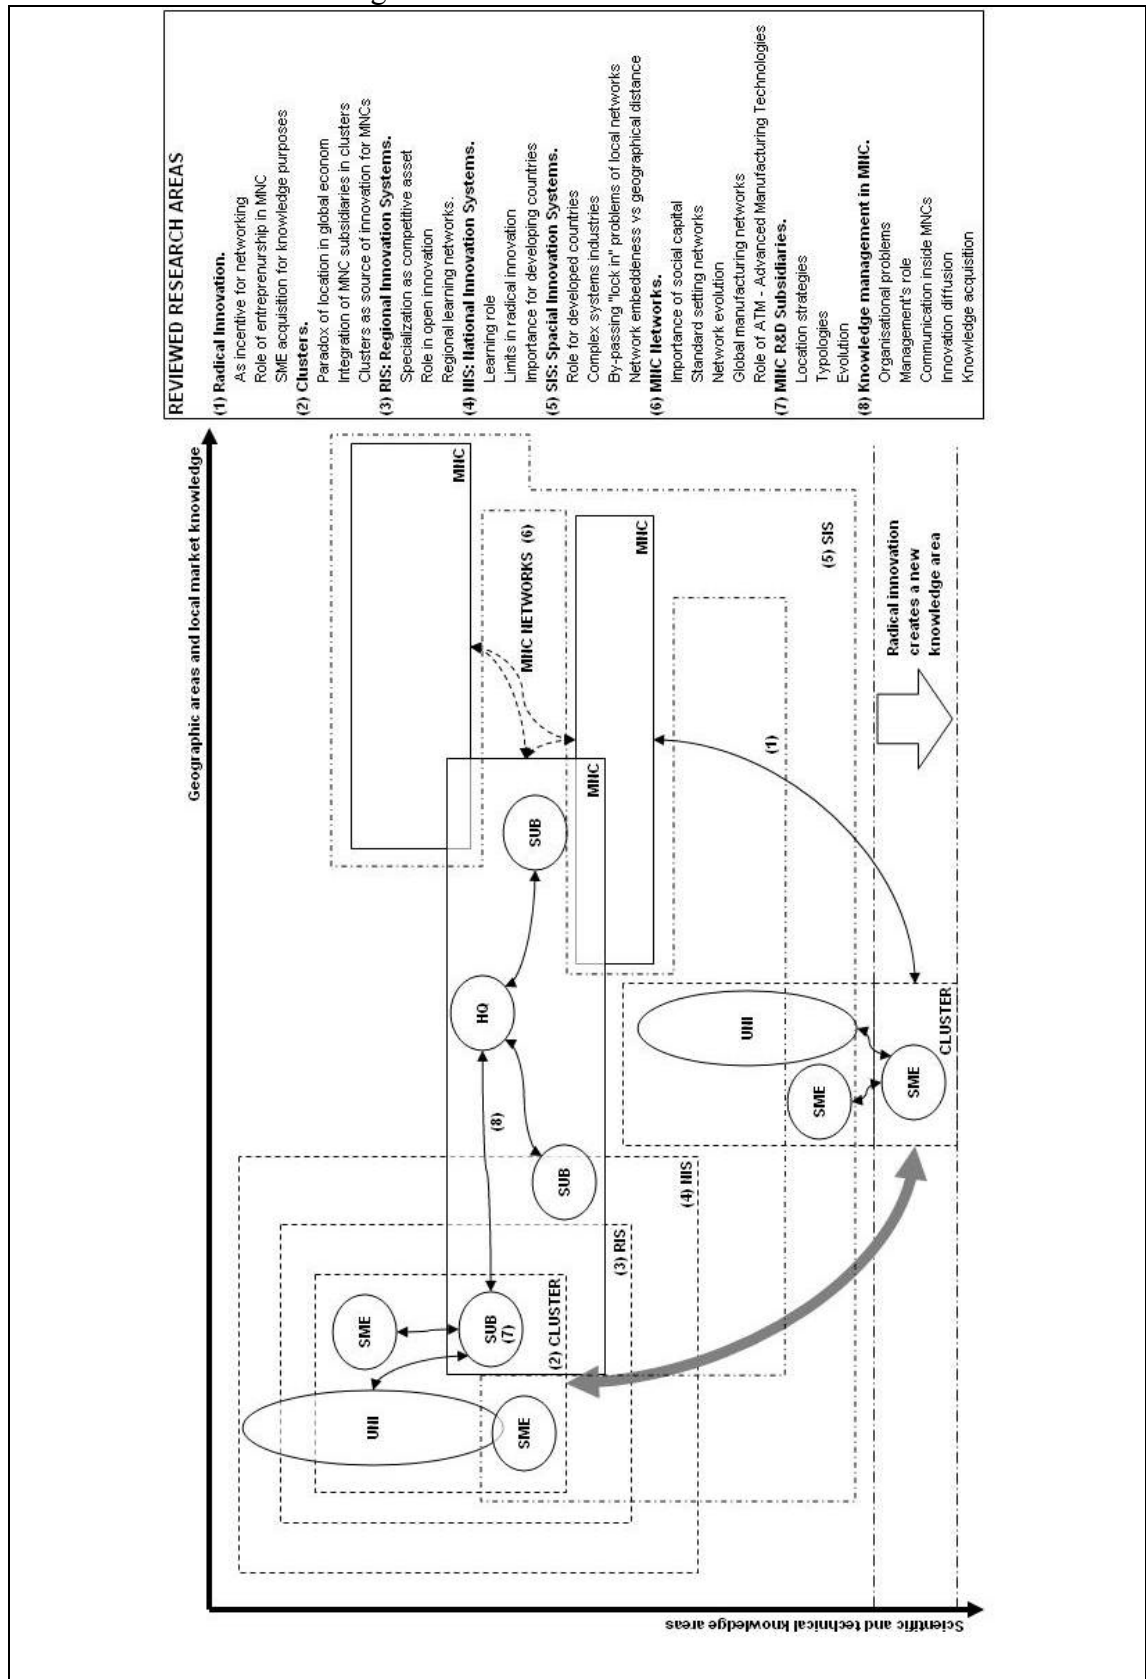 REVIEWED RESEARCH AREAS
(1) Radical Innovation.
As incentive for networking
Role of entreprenurship in MNC
SME acquisition for knowledge purposes
(2) Clusters.
Paradox of location in global econom
Integration of MNC subsidiaries in clusters
Clusters as source of innovation for MNCs
(3) RIS: Regional Innovation Systems.
Specialization as competitive asset
Role in open innovation
Regional learning networks.
(4) NIS: National Innovation Systems.
Learning role
Limits in radical innovation
Importance for developing countries
(5) SIS: Spacial Innovation Systems.
Role for developed countries
Complex systems industries
By-passing "lock in" problems of local networks
Network embeddeness vs geographical distance
(6) MNC Networks.
Importance of social capital
Standard setting networks
Network evolution
Global manufacturing networks
Role of ATM - Advanced Manufacturing Technologies
(7) MNC R&D Subsidiaries.
Location strategies
Typologies
Evolution
(8) Knowledge management in MNC.
Organisational problems
Management's role
Communication inside MNCs
Innovation diffusion
Knowledge acquisition
Geographic areas and local market knowledge
MNC
MNC NETWORKS (6)
MNC
MNC
SUB
HQ
(8)
SUB
(4) NIS
(3) RIS
SME
SUB
(7)
(2) CLUSTER
UNI
SME
(5) SIS
(1)
Radical innovation
creates a new
knowledge area
UNI
SME
SME
CLUSTER
Scientific and technical knowledge areas